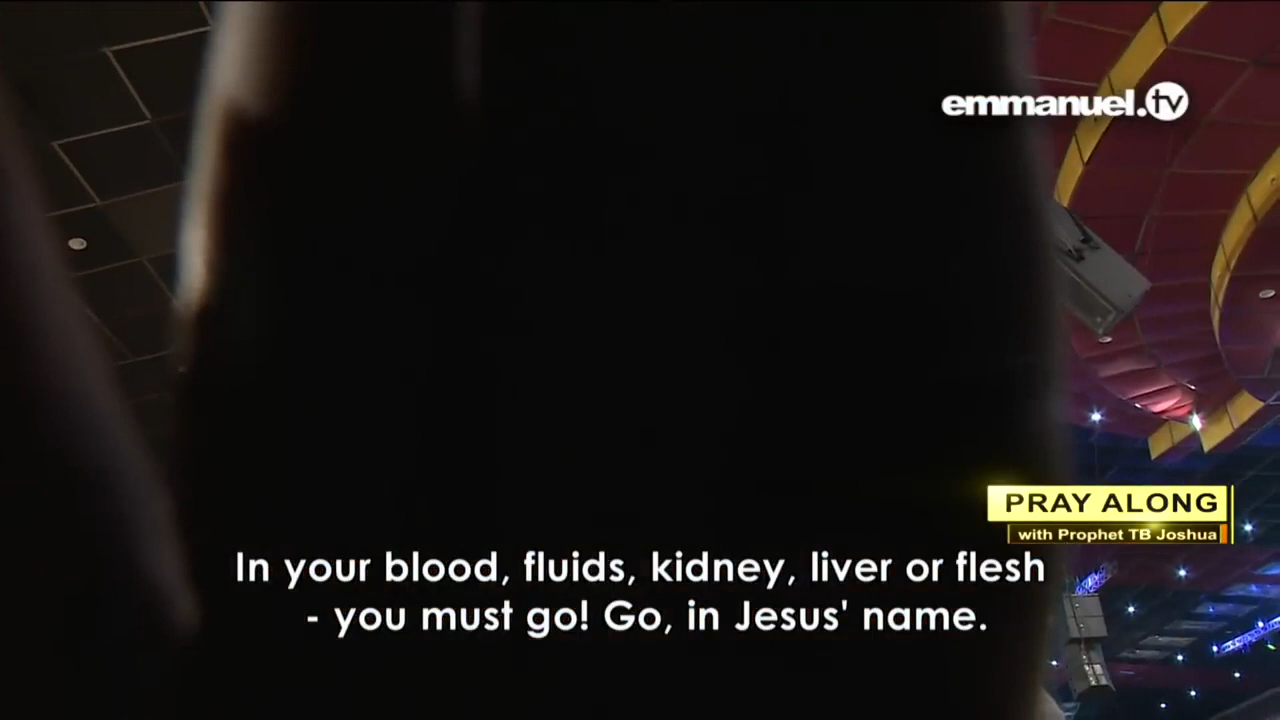 emmanuel.tv
PRAY ALONG
with Prophet TB Joshua
In your blood, fluids, kidney, liver or flesh
- you must go! Go, in Jesus' name.